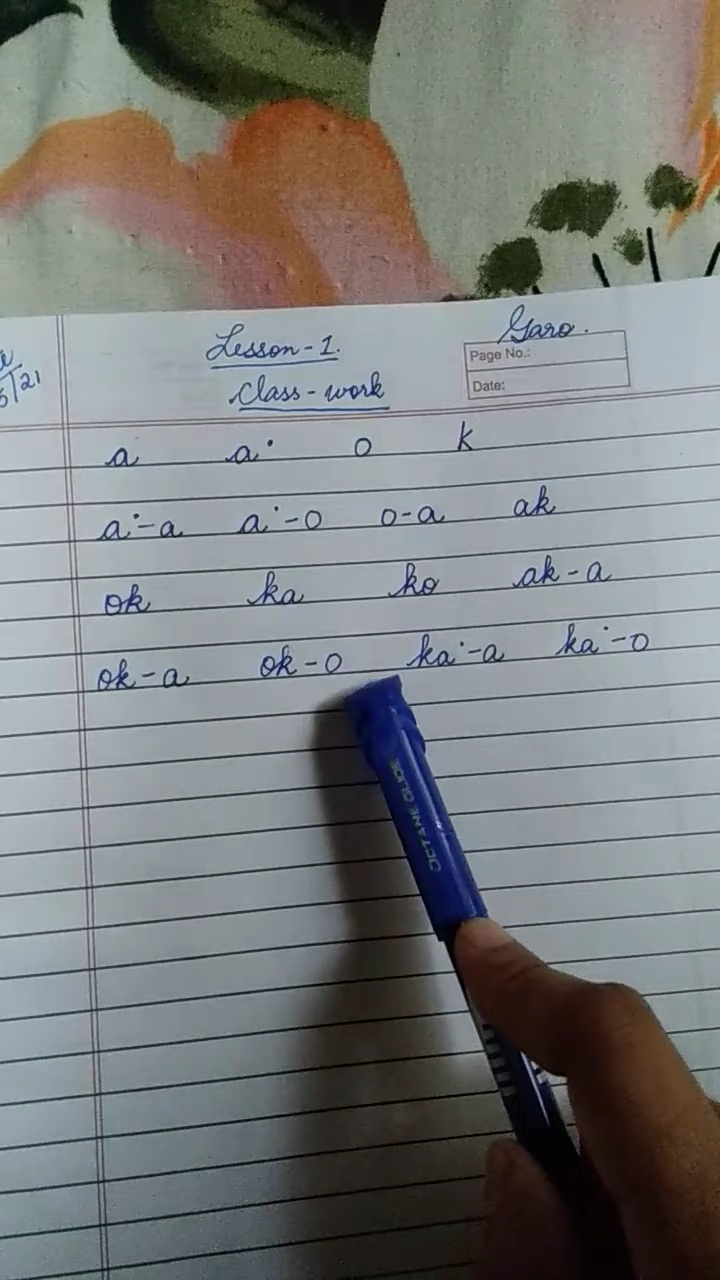 Garo.
Lesson-1.
Page No.:
Date:
Class-work
a a· o k
a·-a a·-o o-a ak
ok ka ko ak-a
ok-a ok-o ka·-a ka·-o
OCTANE GLIDE